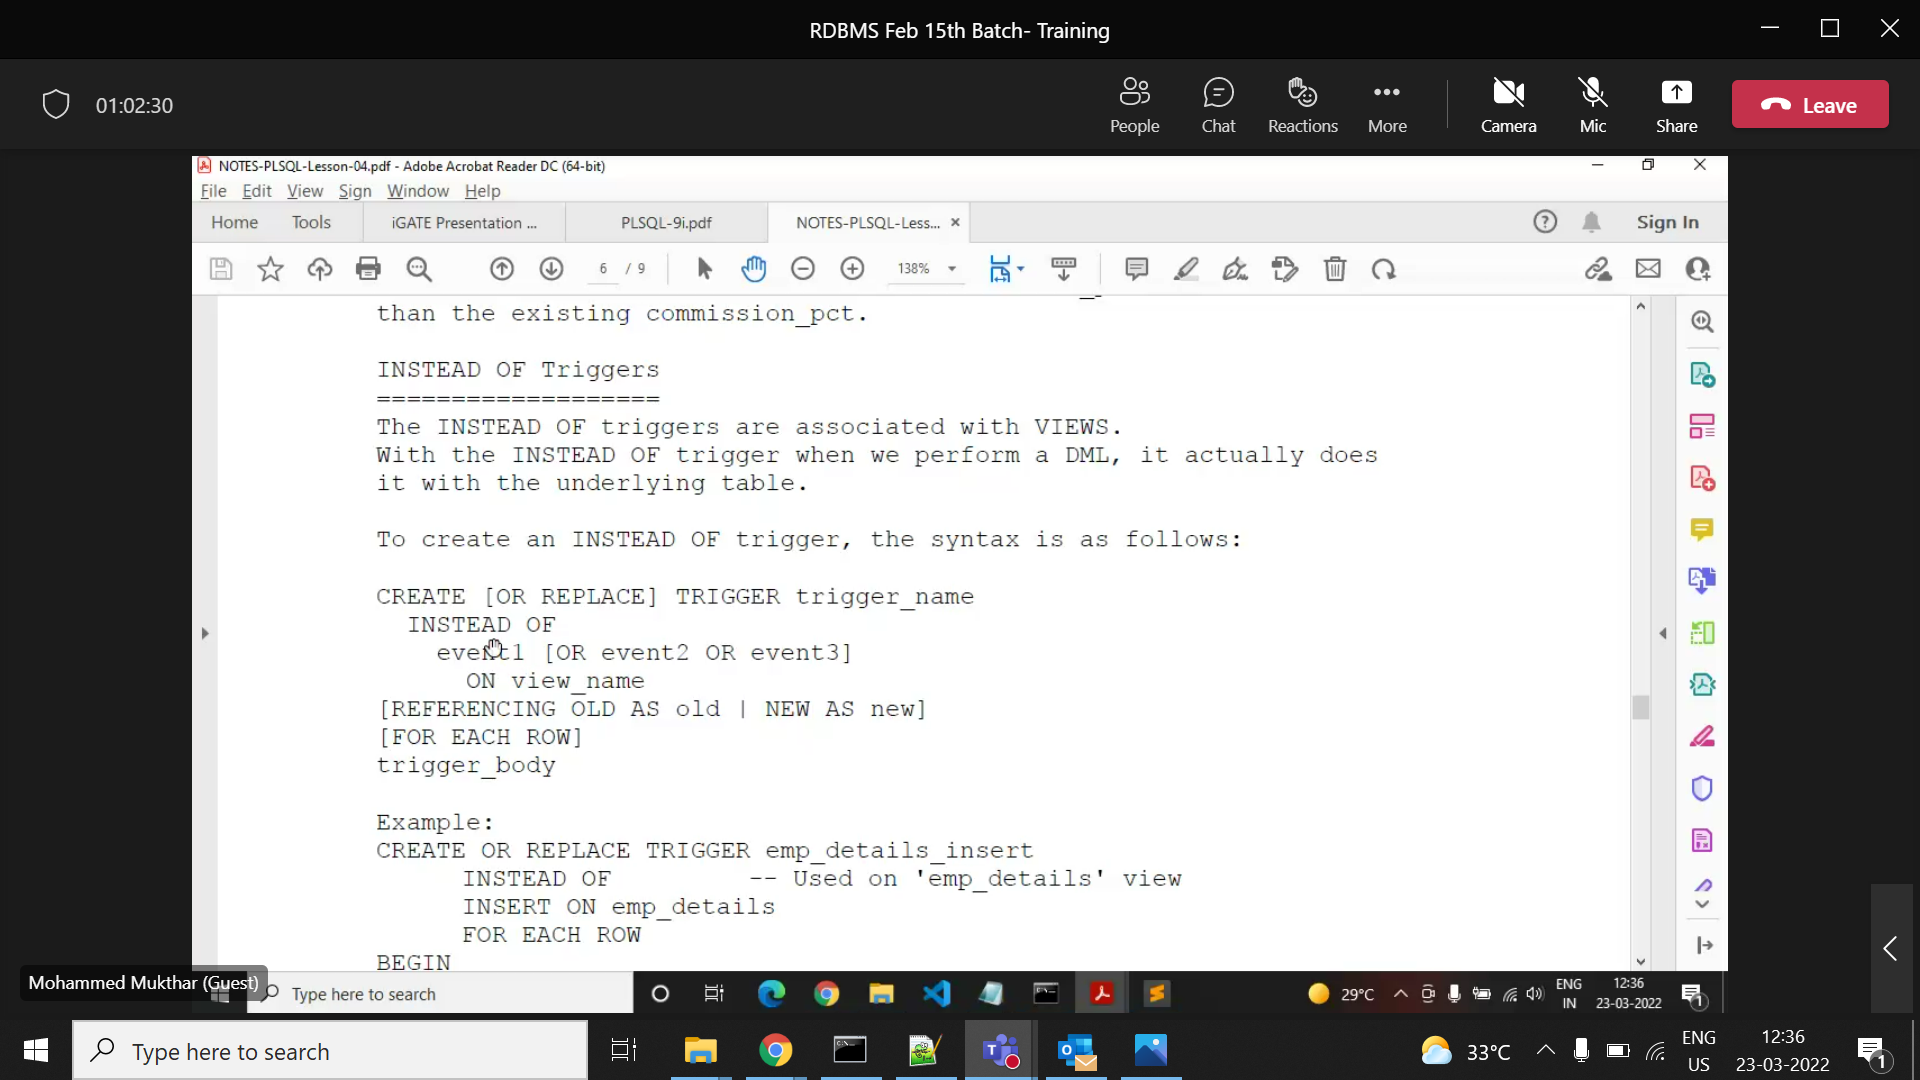 RDBMS Feb 15th Batch- Training
01:02:30
People
Chat
Reactions
More
Camera
Mic
Share
Leave
NOTES-PLSQL-Lesson-04.pdf - Adobe Acrobat Reader DC (64-bit)
File Edit View Sign Window Help
Home Tools iGATE Presentation ... PLSQL-9i.pdf NOTES-PLSQL-Less... Sign In
6 / 9 138%
than the existing commission_pct.
INSTEAD OF Triggers
===================
The INSTEAD OF triggers are associated with VIEWS.
With the INSTEAD OF trigger when we perform a DML, it actually does
it with the underlying table.
To create an INSTEAD OF trigger, the syntax is as follows:
CREATE [OR REPLACE] TRIGGER trigger_name
INSTEAD OF
event1 [OR event2 OR event3]
ON view_name
[REFERENCING OLD AS old | NEW AS new]
[FOR EACH ROW]
trigger_body
Example:
CREATE OR REPLACE TRIGGER emp_details_insert
INSTEAD OF -- Used on 'emp_details' view
INSERT ON emp_details
FOR EACH ROW
BEGIN
Mohammed Mukthar (Guest)
Type here to search
29°C
ENG
IN
12:36
23-03-2022
1
Type here to search
33°C
ENG
US
12:36
23-03-2022
1